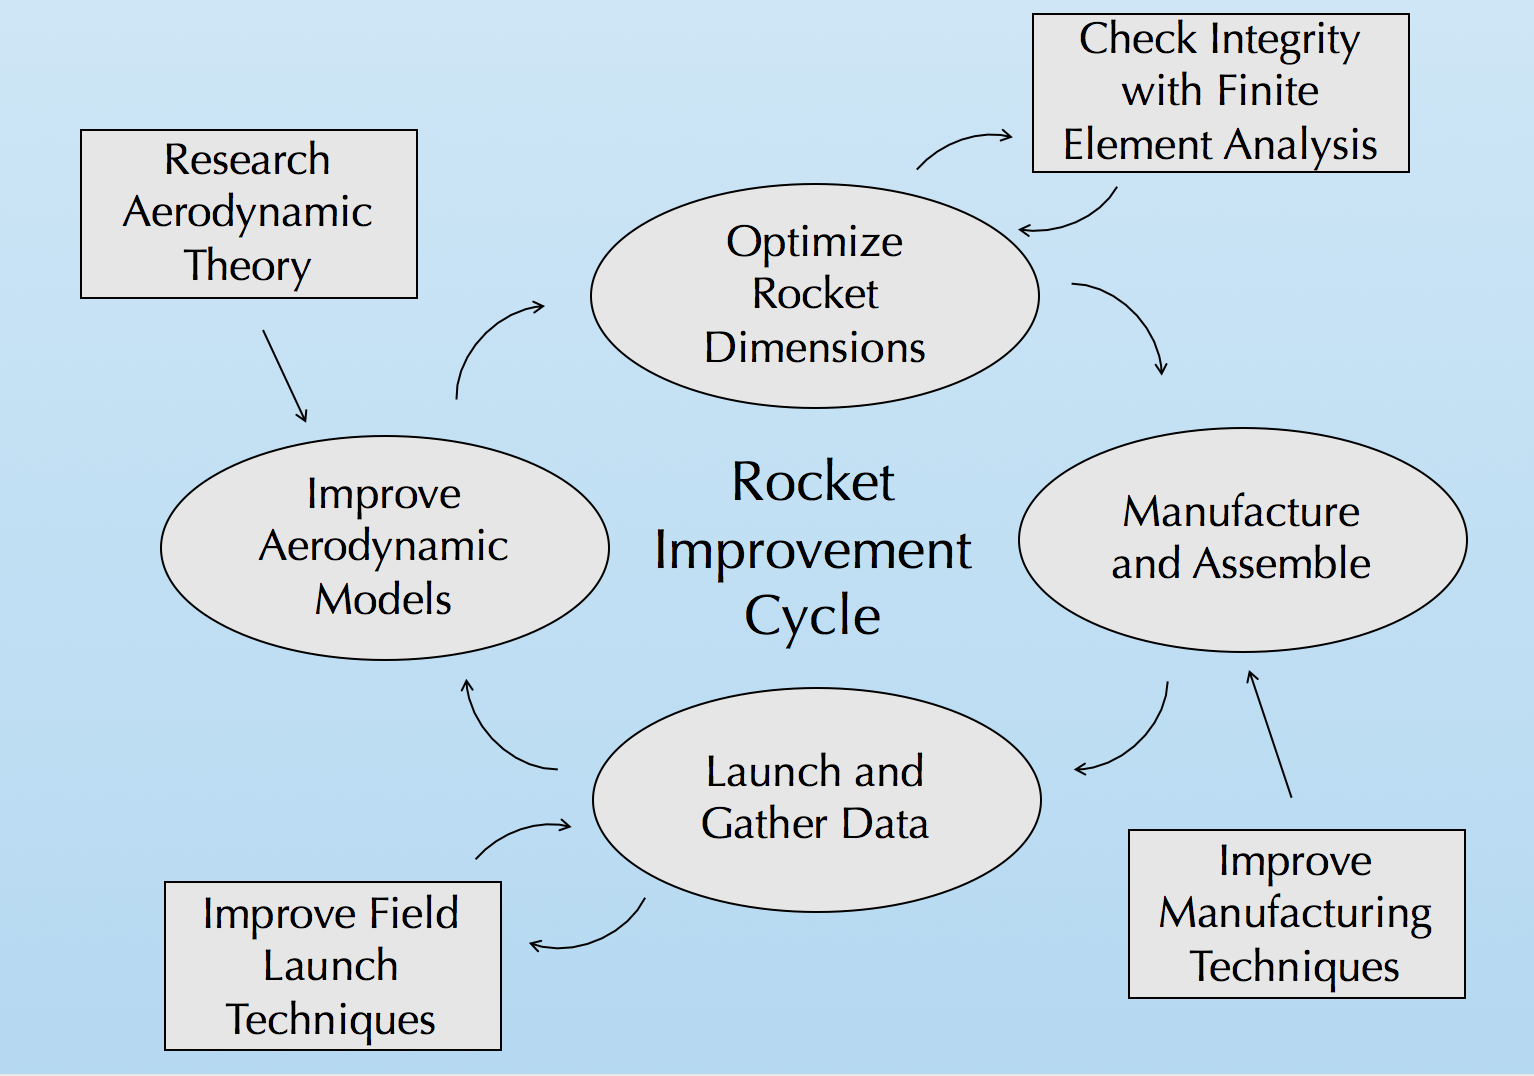 Check Integrity
with Finite
Element Analysis
Research
Aerodynamic
Theory
Optimize
Rocket
Dimensions
Improve
Aerodynamic
Models
Rocket
Improvement
Cycle
Manufacture
and Assemble
Launch and
Gather Data
Improve Field
Launch
Techniques
Improve
Manufacturing
Techniques